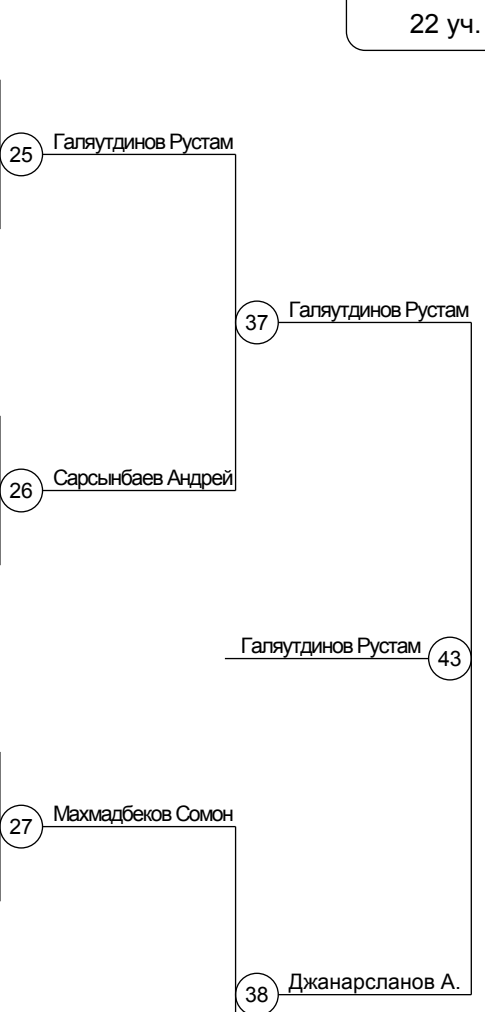 22 уч.
Галяутдинов Рустам
25
Галяутдинов Рустам
37
Сарсынбаев Андрей
26
Галяутдинов Рустам
43
Махмадбеков Сомон
27
Джанарсланов А.
38